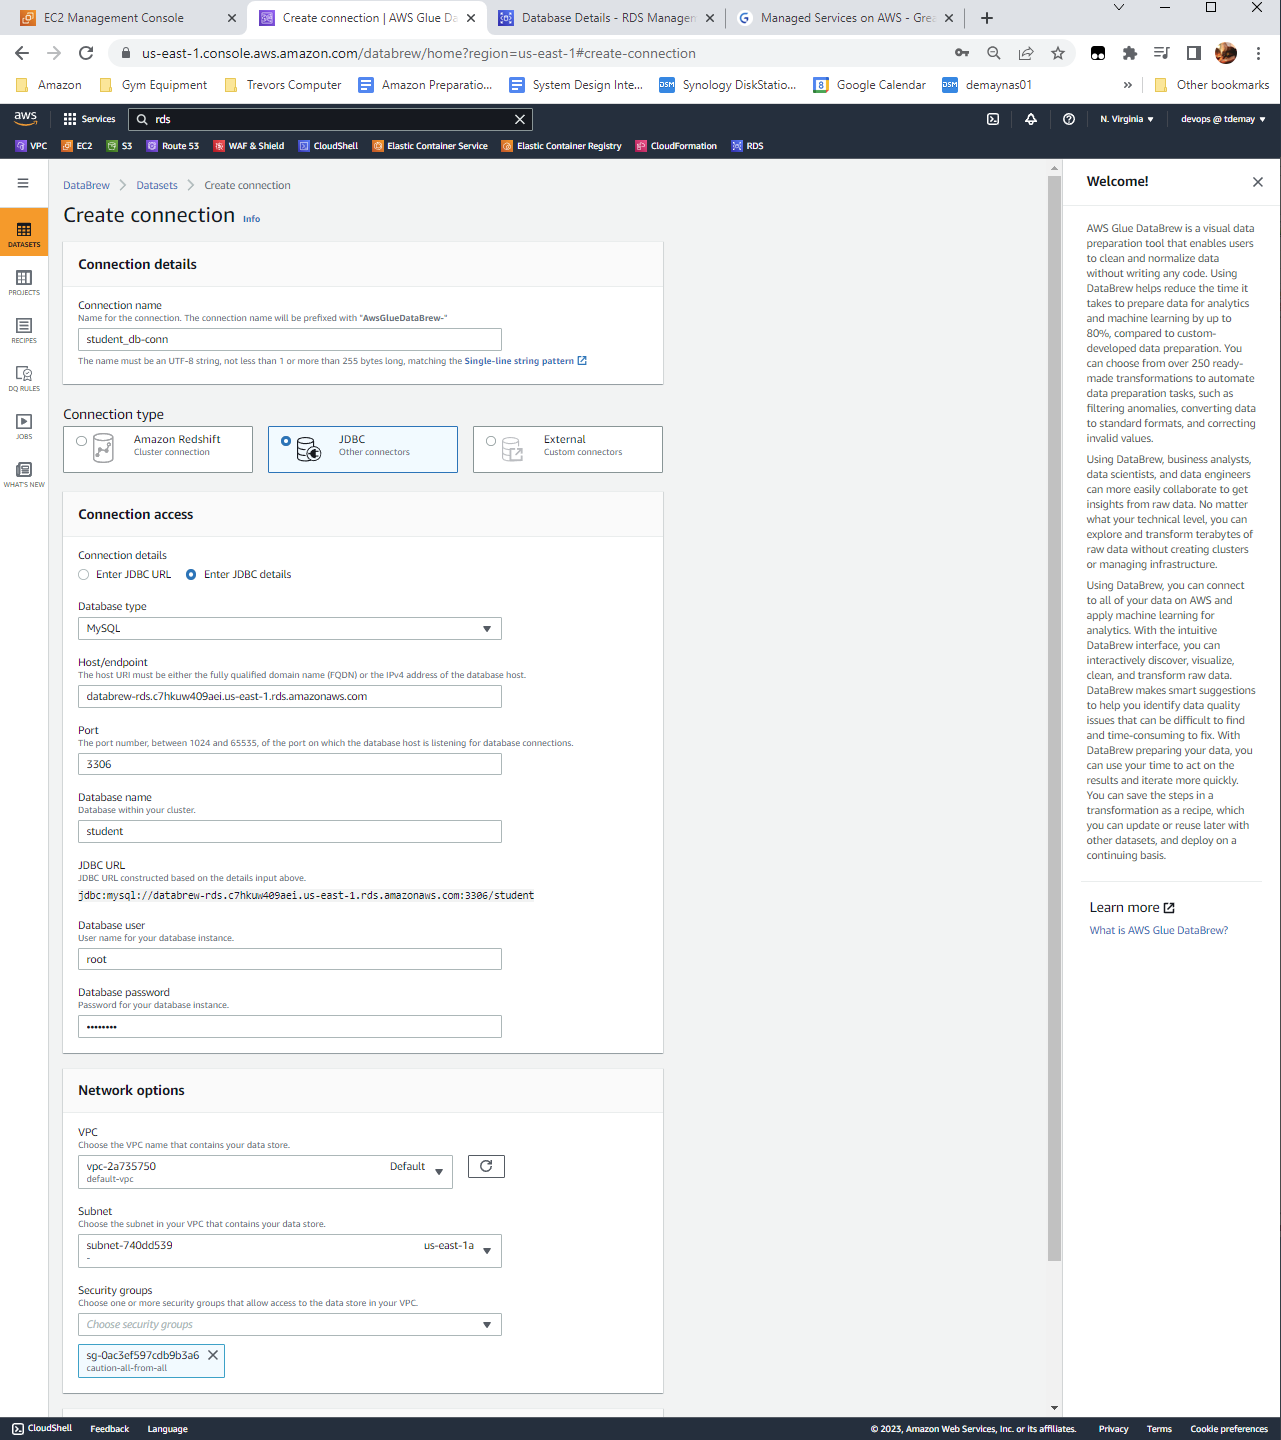 EC2 Management Console
Create connection | AWS Glue Da
Database Details - RDS Managem
Managed Services on AWS - Grea
us-east-1.console.aws.amazon.com/databrew/home?region=us-east-1#create-connection
Amazon
Gym Equipment
Trevors Computer
Amazon Preparatio...
System Design Inte...
DSM
Synology DiskStatio...
8
Google Calendar
DSM
demaynas01
»
Other bookmarks
aws
Services
rds
N. Virginia
devops @ tdemay
VPC
EC2
S3
Route 53
WAF & Shield
CloudShell
Elastic Container Service
Elastic Container Registry
CloudFormation
RDS
DATASETS
PROJECTS
RECIPES
DQ RULES
JOBS
WHAT'S NEW
DataBrew
Datasets
Create connection
Create connection Info
Connection details
Connection name
Name for the connection. The connection name will be prefixed with "AwsGlueDataBrew-"
student_db-conn
The name must be an UTF-8 string, not less than 1 or more than 255 bytes long, matching the Single-line string pattern
Connection type
Amazon Redshift
Cluster connection
JDBC
Other connectors
External
Custom connectors
Connection access
Connection details
Enter JDBC URL
Enter JDBC details
Database type
MySQL
Host/endpoint
The host URI must be either the fully qualified domain name (FQDN) or the IPv4 address of the database host.
databrew-rds.c7hkuw409aei.us-east-1.rds.amazonaws.com
Port
The port number, between 1024 and 65535, of the port on which the database host is listening for database connections.
3306
Database name
Database within your cluster.
student
JDBC URL
JDBC URL constructed based on the details input above.
jdbc:mysql://databrew-rds.c7hkuw409aei.us-east-1.rds.amazonaws.com:3306/student
Database user
User name for your database instance.
root
Database password
Password for your database instance.
••••••••
Network options
VPC
Choose the VPC name that contains your data store.
vpc-2a735750
Default
default-vpc
Subnet
Choose the subnet in your VPC that contains your data store.
subnet-740dd539
us-east-1a
-
Security groups
Choose one or more security groups that allow access to the data store in your VPC.
Choose security groups
sg-0ac3ef597cdb9b3a6
caution-all-from-all
Welcome!
AWS Glue DataBrew is a visual data
preparation tool that enables users
to clean and normalize data
without writing any code. Using
DataBrew helps reduce the time it
takes to prepare data for analytics
and machine learning by up to
80%, compared to custom-
developed data preparation. You
can choose from over 250 ready-
made transformations to automate
data preparation tasks, such as
filtering anomalies, converting data
to standard formats, and correcting
invalid values.
Using DataBrew, business analysts,
data scientists, and data engineers
can more easily collaborate to get
insights from raw data. No matter
what your technical level, you can
explore and transform terabytes of
raw data without creating clusters
or managing infrastructure.
Using DataBrew, you can connect
to all of your data on AWS and
apply machine learning for
analytics. With the intuitive
DataBrew interface, you can
interactively discover, visualize,
clean, and transform raw data.
DataBrew makes smart suggestions
to help you identify data quality
issues that can be difficult to find
and time-consuming to fix. With
DataBrew preparing your data, you
can use your time to act on the
results and iterate more quickly.
You can save the steps in a
transformation as a recipe, which
you can update or reuse later with
other datasets, and deploy on a
continuing basis.
Learn more
What is AWS Glue DataBrew?
CloudShell
Feedback
Language
© 2023, Amazon Web Services, Inc. or its affiliates.
Privacy
Terms
Cookie preferences